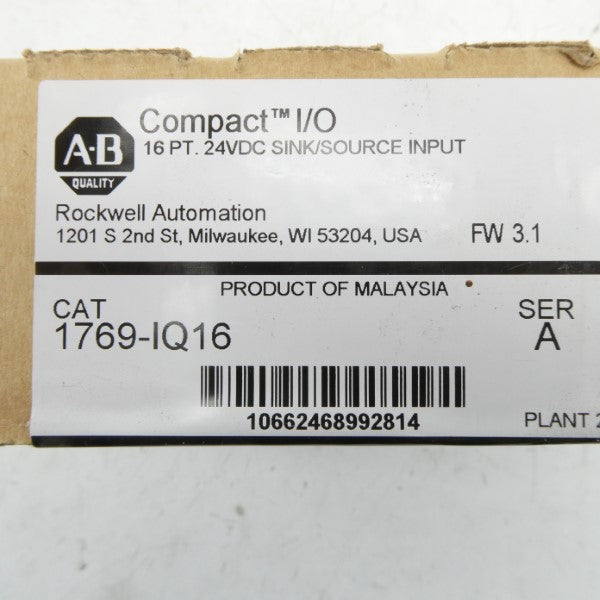 A-B
QUALITY
Compact™ I/O
16 PT. 24VDC SINK/SOURCE INPUT
Rockwell Automation
1201 S 2nd St, Milwaukee, WI 53204, USA FW 3.1
PRODUCT OF MALAYSIA
CAT
1769-IQ16
SER
A
10662468992814
PLANT 2